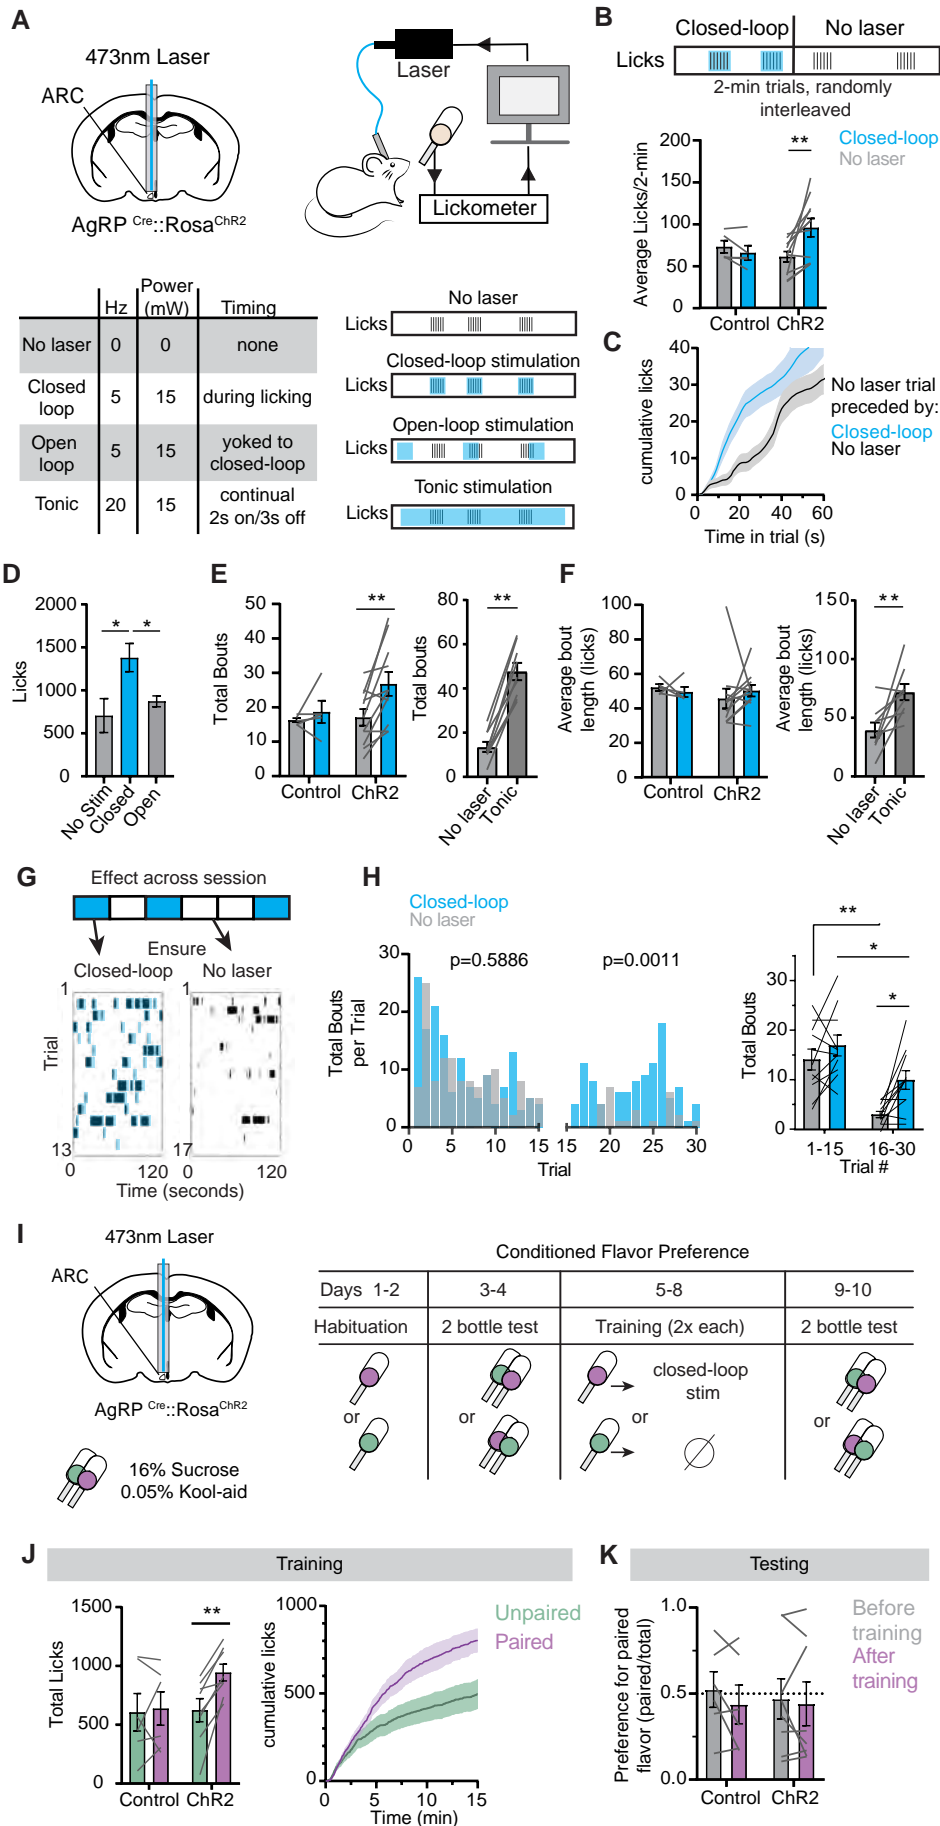 A
473nm Laser
ARC
AgRP Cre::RosaChR2
Laser
Lickometer
Hz
Power
(mW)
Timing
No laser
0
0
none
Closed
loop
5
15
during licking
Open
loop
5
15
yoked to
closed-loop
Tonic
20
15
continual
2s on/3s off
No laser
Licks
Closed-loop stimulation
Licks
Open-loop stimulation
Licks
Tonic stimulation
Licks
B
Closed-loop
No laser
Licks
2-min trials, randomly
interleaved
Closed-loop
No laser
**
Average Licks/2-min
200
150
100
50
0
Control
ChR2
C
cumulative licks
40
30
20
10
0
0
20
40
60
Time in trial (s)
No laser trial
preceded by:
Closed-loop
No laser
D
Licks
2000
1500
1000
500
0
*
*
No Stim
Closed
Open
E
Total Bouts
50
40
30
20
10
0
**
Control
ChR2
Total bouts
80
60
40
20
0
**
No laser
Tonic
F
Average bout
length (licks)
100
80
60
40
20
0
Control
ChR2
Average bout
length (licks)
150
100
50
0
**
No laser
Tonic
G
Effect across session
Ensure
Closed-loop
No laser
Trial
1
13
1
17
0
120
0
120
Time (seconds)
H
Closed-loop
No laser
Total Bouts
per Trial
30
20
10
0
p=0.5886
p=0.0011
0
5
10
15
15
20
25
30
Trial
**
*
*
Total Bouts
30
20
10
0
1-15
16-30
Trial #
I
473nm Laser
ARC
AgRP Cre::RosaChR2
16% Sucrose
0.05% Kool-aid
Conditioned Flavor Preference
Days 1-2
3-4
5-8
9-10
Habituation
2 bottle test
Training (2x each)
2 bottle test
closed-loop
stim
or
or
or
or
J
Training
Total Licks
1500
1000
500
0
**
Control
ChR2
cumulative licks
1000
500
0
0
5
10
15
Time (min)
Unpaired
Paired
K
Testing
Preference for paired
flavor (paired/total)
1.0
0.5
0.0
Control
ChR2
Before
training
After
training